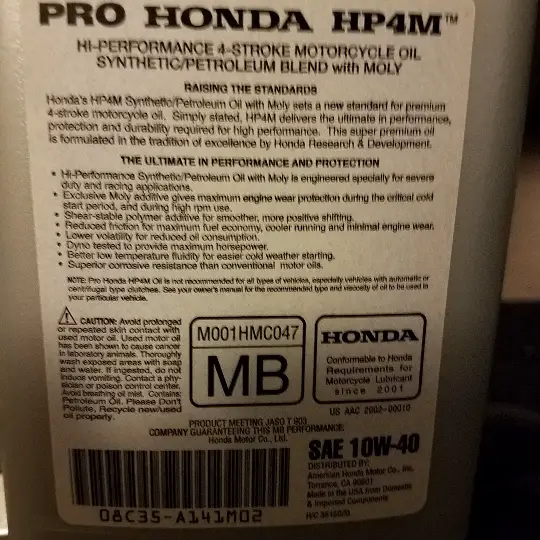 PRO HONDA HP4M™
HI-PERFORMANCE 4-STROKE MOTORCYCLE OIL
SYNTHETIC/PETROLEUM BLEND with MOLY
RAISING THE STANDARDS
Honda's HP4M Synthetic/Petroleum Oil with Moly sets a new standard for premium
4-stroke motorcycle oil. Simply stated, HP4M delivers the ultimate in performance,
protection and durability required for high performance. This super premium oil
is formulated in the tradition of excellence by Honda Research & Development.
THE ULTIMATE IN PERFORMANCE AND PROTECTION
• Hi-Performance Synthetic/Petroleum Oil with Moly is engineered specially for severe
duty and racing applications.
• Exclusive Moly additive gives maximum engine wear protection during the critical cold
start period, and during high rpm use.
• Shear-stable polymer additive for smoother, more positive shifting.
• Reduced friction for maximum fuel economy, cooler running and minimal engine wear.
• Lower volatility for reduced oil consumption.
• Dyno tested to provide maximum horsepower.
• Better low temperature fluidity for easier cold weather starting.
• Superior corrosive resistance than conventional motor oils.
NOTE: Pro Honda HP4M Oil is not recommended for all types of vehicles, especially vehicles with automatic or
centrifugal type clutches. See your owner's manual for the recommended type and viscosity of oil to be used in
your particular vehicle.
CAUTION: Avoid prolonged
or repeated skin contact with
used motor oil. Used motor oil
has been shown to cause cancer
in laboratory animals. Thoroughly
wash exposed areas with soap
and water. If ingested, do not
induce vomiting. Contact a phy-
sician or poison control center.
Avoid breathing oil mist. Contains:
Petroleum Oil. Please Don't
Pollute, Recycle new/used
oil properly.
M001HMC047
MB
HONDA
Conformable to Honda
Requirements for
Motorcycle Lubricant
since 2001
US AAC 2002-00010
PRODUCT MEETING JASO T 903
COMPANY GUARANTEEING THIS MB PERFORMANCE:
Honda Motor Co., Ltd.
SAE 10W-40
DISTRIBUTED BY:
American Honda Motor Co., Inc.
Torrance, CA 90501
Made in the USA from Domestic
& Imported Components
08C35-A141M02